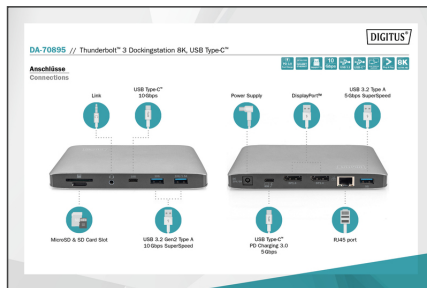 DIGITUS®
DA-70895 // Thunderbolt™ 3 Dockingstation 8K, USB Type-C™
Anschlüsse
Connections
10
8K
Link
USB Type-C™
10Gbps
Power Supply
DisplayPort™
USB 3.2 Type A
5Gbps SuperSpeed
MicroSD & SD Card Slot
USB 3.2 Gen2 Type A
10Gbps SuperSpeed
USB Type-C™
PD Charging 3.0
5Gbps
RJ45 port